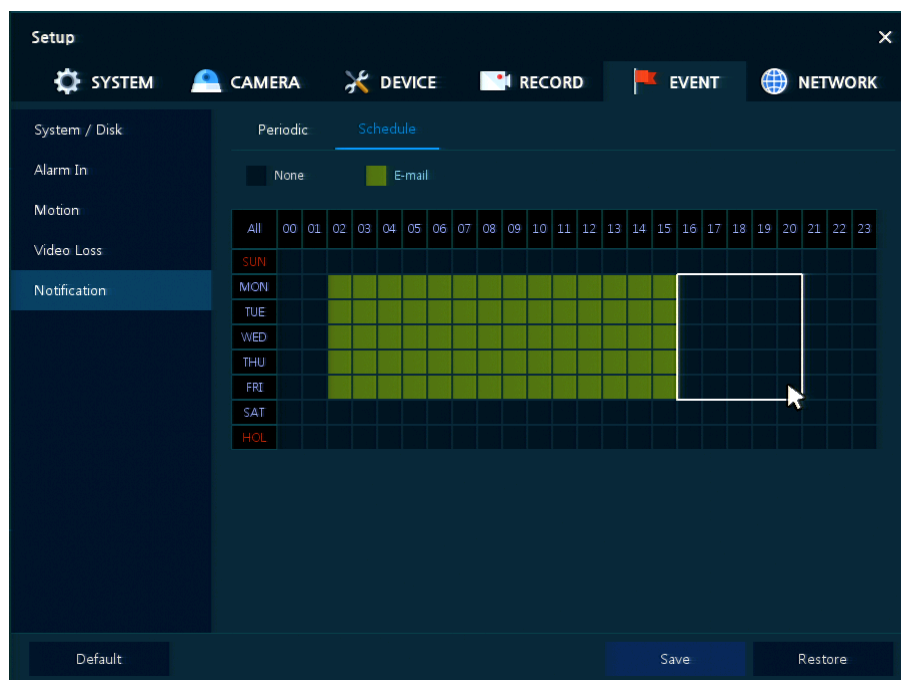 Setup
SYSTEM CAMERA DEVICE RECORD EVENT NETWORK
System / Disk
Alarm In
Motion
Video Loss
Notification
Periodic Schedule
None E-mail
All 00 01 02 03 04 05 06 07 08 09 10 11 12 13 14 15 16 17 18 19 20 21 22 23
SUN
MON
TUE
WED
THU
FRI
SAT
HOL
Default Save Restore